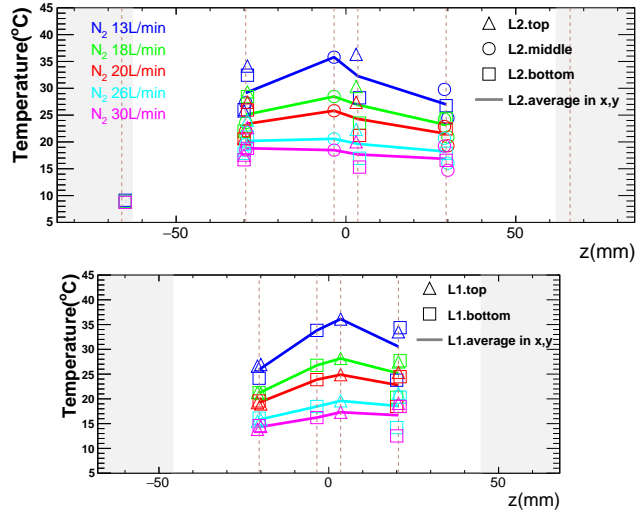 Temperature(°C)
45
40
35
30
25
20
15
10
5
N₂ 13L/min
N₂ 18L/min
N₂ 20L/min
N₂ 26L/min
N₂ 30L/min
L2.top
L2.middle
L2.bottom
L2.average in x,y
−50 0 50
z(mm)
Temperature(°C)
45
40
35
30
25
20
15
10
5
L1.top
L1.bottom
L1.average in x,y
−50 0 50
z(mm)